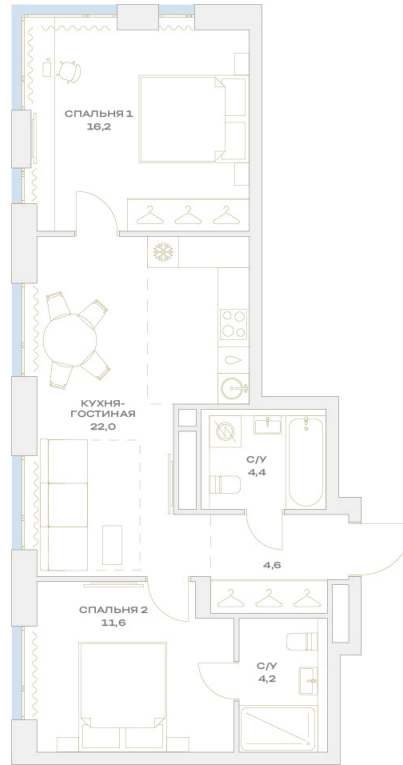 СПАЛЬНЯ 1
16,2
КУХНЯ-
ГОСТИНАЯ
22,0
С/У
4,4
4,6
СПАЛЬНЯ 2
11,6
С/У
4,2